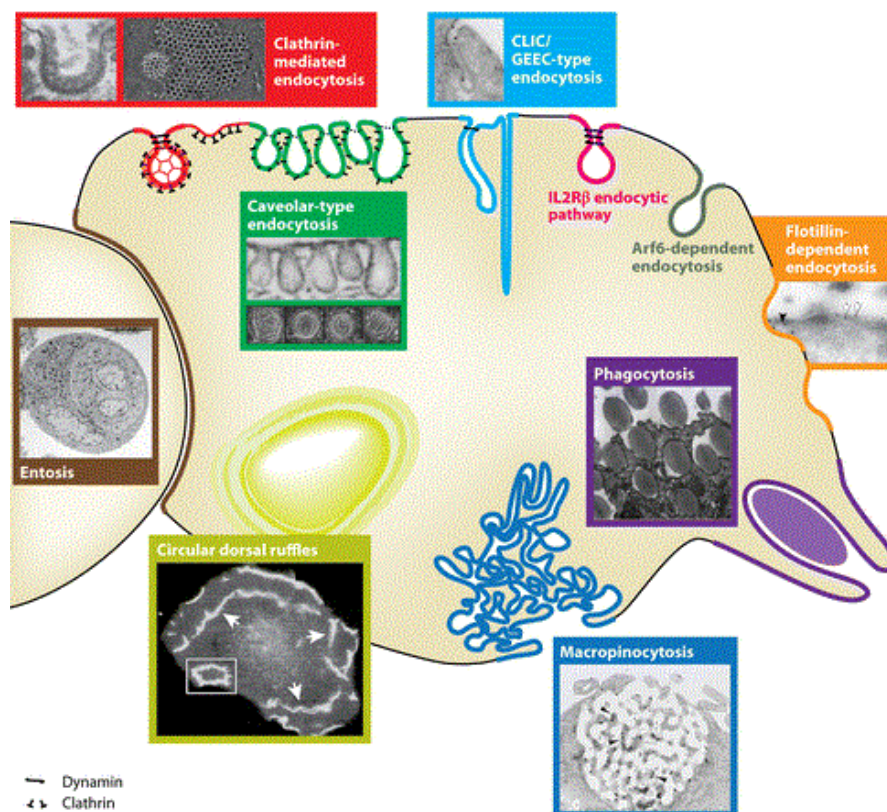 Clathrin-
mediated
endocytosis
CLIC/
GEEC-type
endocytosis
Caveolar-type
endocytosis
IL2Rβ endocytic
pathway
Arf6-dependent
endocytosis
Flotillin-
dependent
endocytosis
Entosis
Phagocytosis
Circular dorsal ruffles
Macropinocytosis
Dynamin
Clathrin